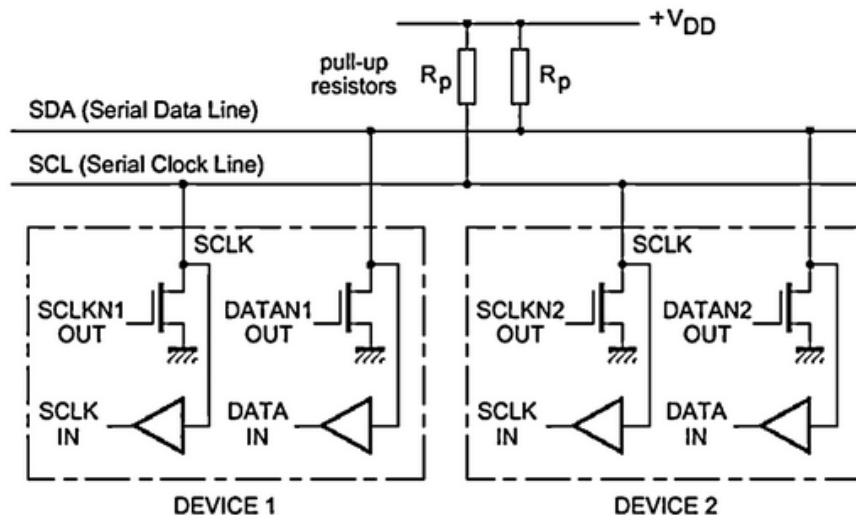 +VDD
pull-up
resistors
Rp
Rp
SDA (Serial Data Line)
SCL (Serial Clock Line)
SCLK
SCLK
SCLKN1
OUT
DATAN1
OUT
SCLKN2
OUT
DATAN2
OUT
SCLK
IN
DATA
IN
SCLK
IN
DATA
IN
DEVICE 1
DEVICE 2